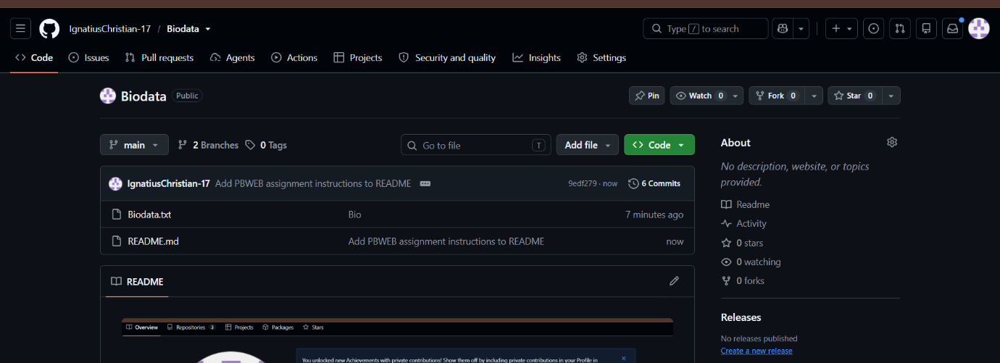 IgnatiusChristian-17 / Biodata
Type / to search
Code Issues Pull requests Agents Actions Projects Security and quality Insights Settings
Biodata Public
Pin Watch 0 Fork 0 Star 0
main 2 Branches 0 Tags
Go to file T Add file Code
IgnatiusChristian-17 Add PBWEB assignment instructions to README 9edf279 · now 6 Commits
Biodata.txt Bio 7 minutes ago
README.md Add PBWEB assignment instructions to README now
README
Overview Repositories 3 Projects Packages Stars
You unlocked new Achievements with private contributions! Show them off by including private contributions in your Profile in
About
No description, website, or topics
provided.
Readme
Activity
0 stars
0 watching
0 forks
Releases
No releases published
Create a new release